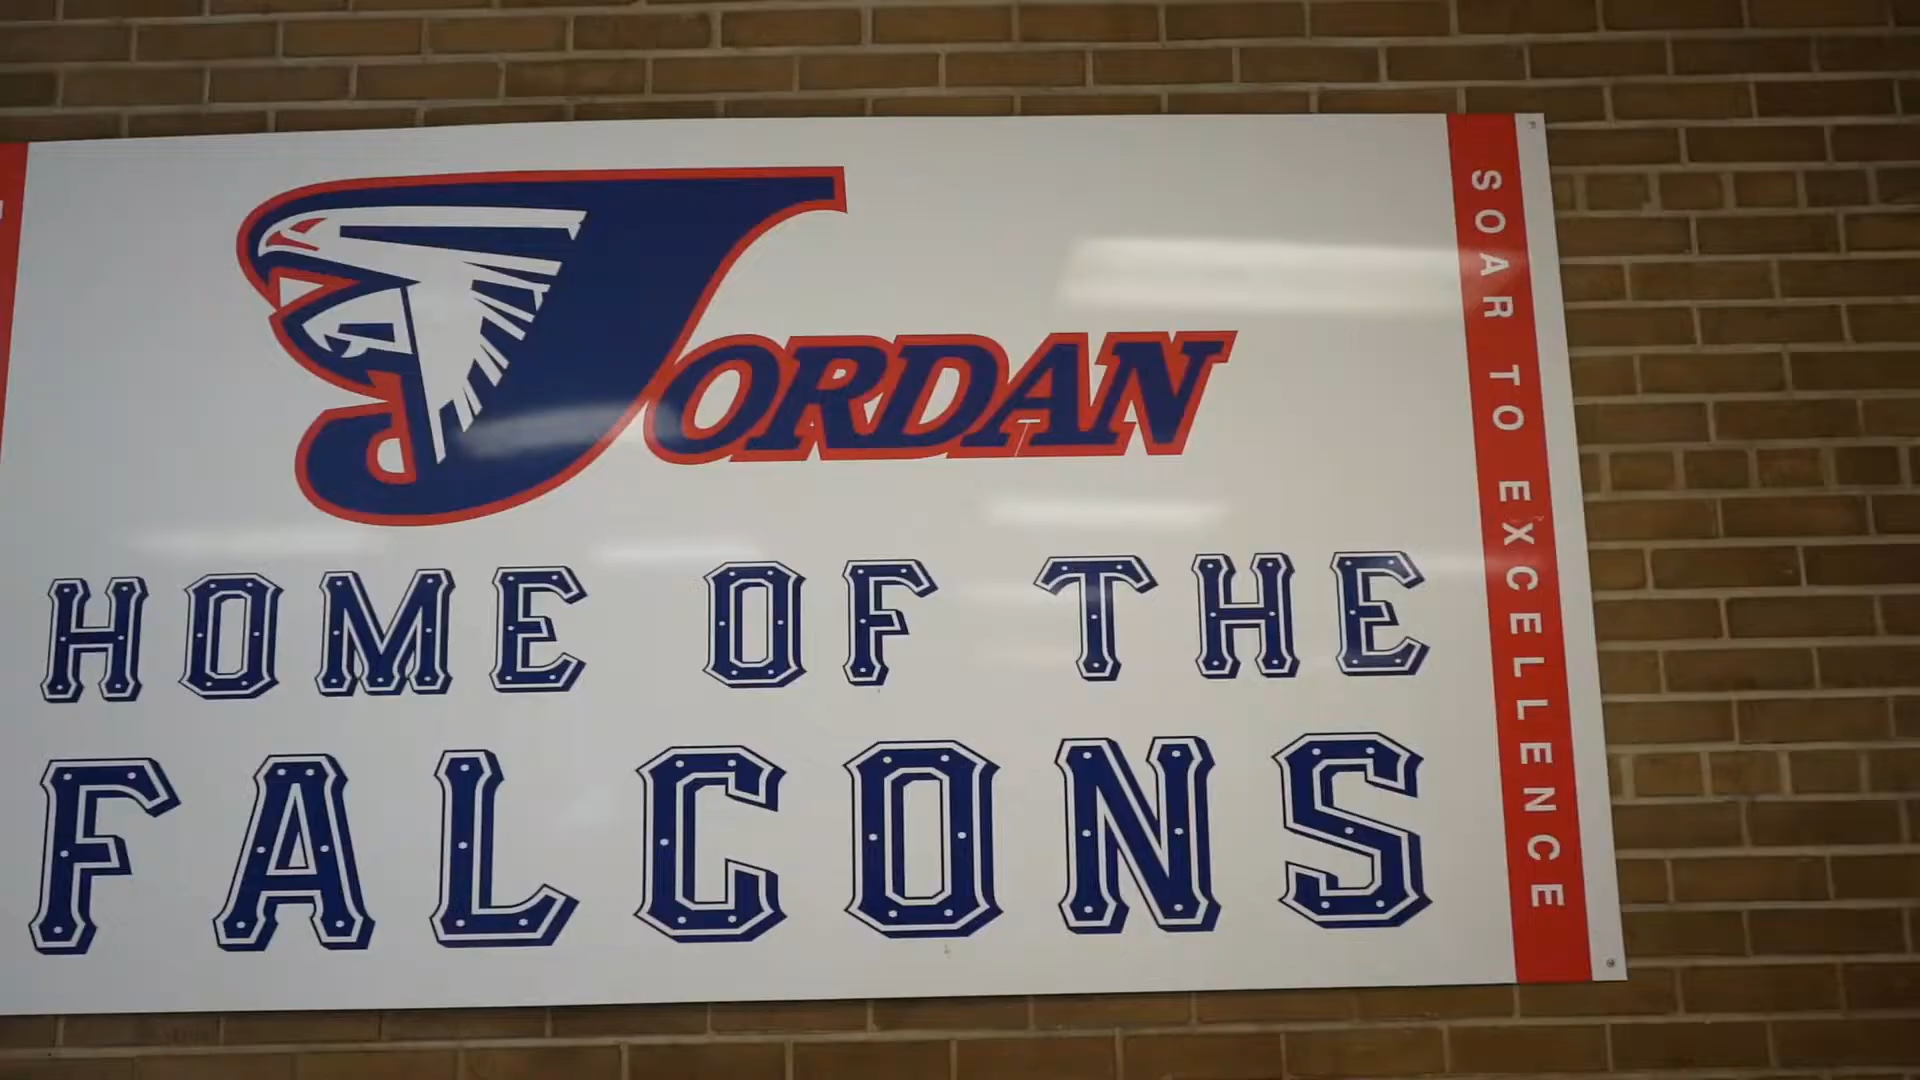 JORDAN
HOME OF THE
FALCONS
SOAR TO EXCELLENCE